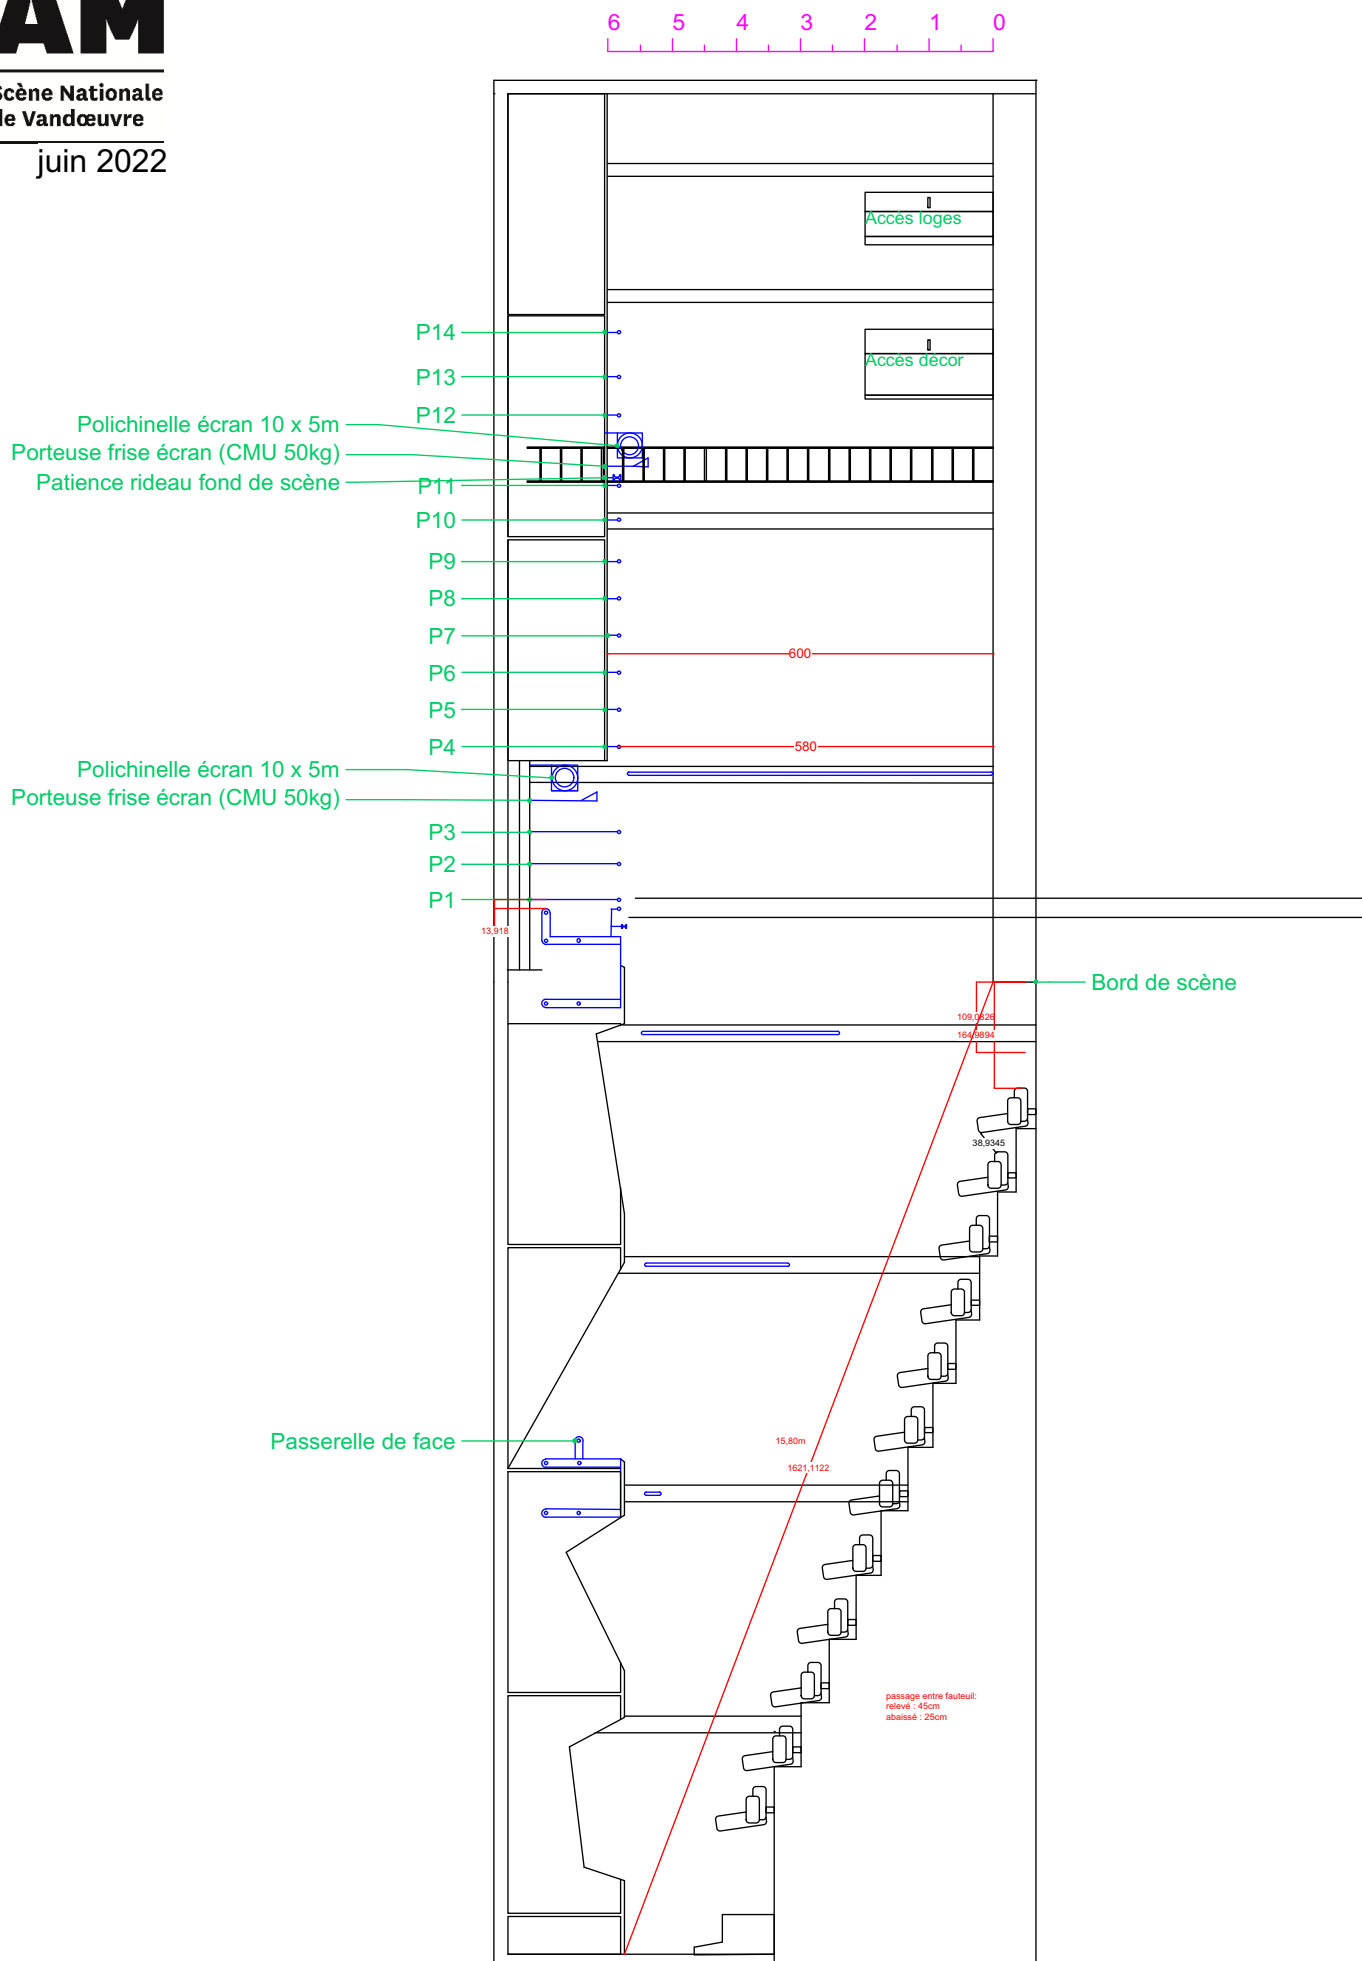 AM
Scène Nationale
de Vandœuvre
juin 2022
6 5 4 3 2 1 0
Accès loges
P14
Accès décor
P13
P12
Polichinelle écran 10 x 5m
Porteuse frise écran (CMU 50kg)
Patience rideau fond de scène
P11
P10
P9
P8
P7
600
P6
P5
P4
580
Polichinelle écran 10 x 5m
Porteuse frise écran (CMU 50kg)
P3
P2
P1
13,918
Bord de scène
109,0826
164,9894
38,9345
Passerelle de face
15,80m
1621,1122
passage entre fauteuil:
relevé : 45cm
abaissé : 25cm